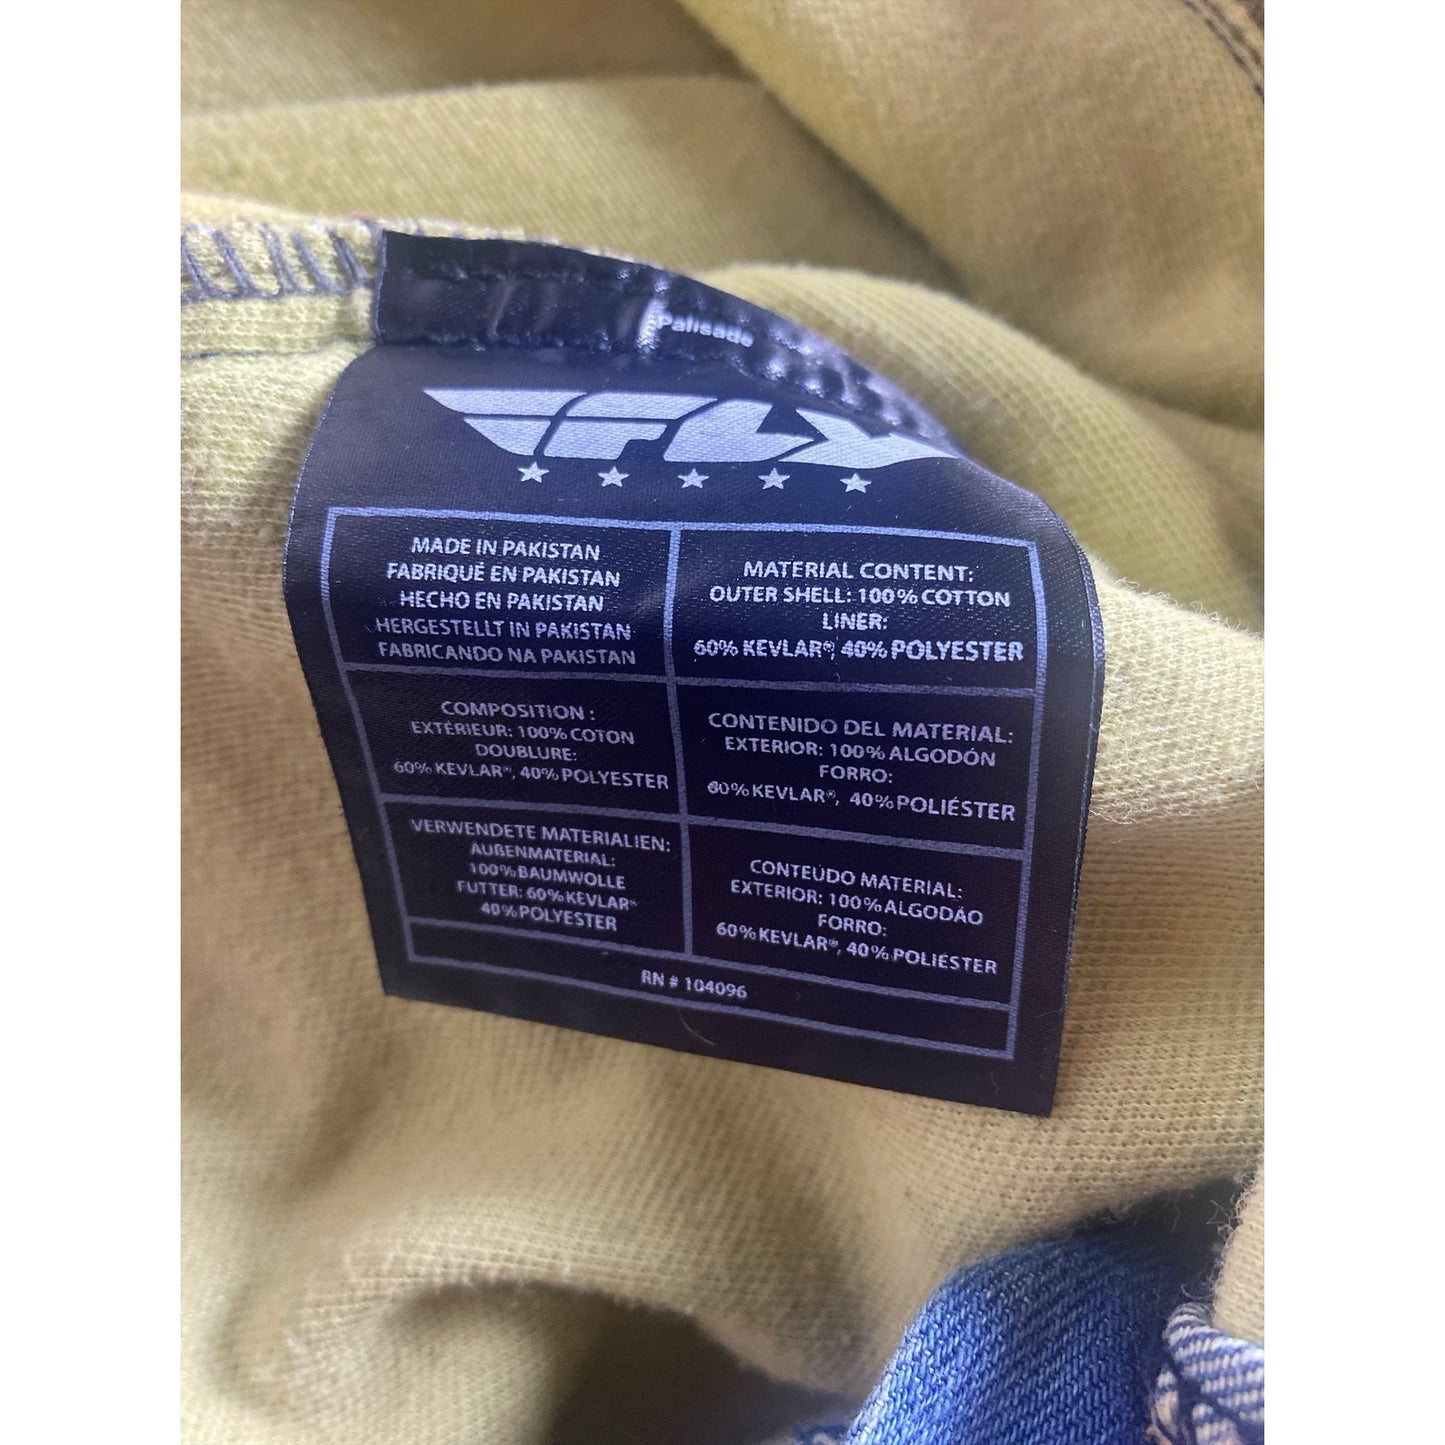 Palisade
FLY
MADE IN PAKISTAN
FABRIQUÉ EN PAKISTAN
HECHO EN PAKISTAN
HERGESTELLT IN PAKISTAN
FABRICANDO NA PAKISTAN
MATERIAL CONTENT:
OUTER SHELL: 100% COTTON
LINER:
60% KEVLAR®, 40% POLYESTER
COMPOSITION :
EXTÉRIEUR: 100% COTON
DOUBLURE:
60% KEVLAR®, 40% POLYESTER
CONTENIDO DEL MATERIAL:
EXTERIOR: 100% ALGODÓN
FORRO:
60% KEVLAR®, 40% POLIÉSTER
VERWENDETE MATERIALIEN:
AUßENMATERIAL:
100% BAUMWOLLE
FUTTER: 60% KEVLAR®
40% POLYESTER
CONTEÚDO MATERIAL:
EXTERIOR: 100% ALGODÃO
FORRO:
60% KEVLAR®, 40% POLIÉSTER
RN # 104096